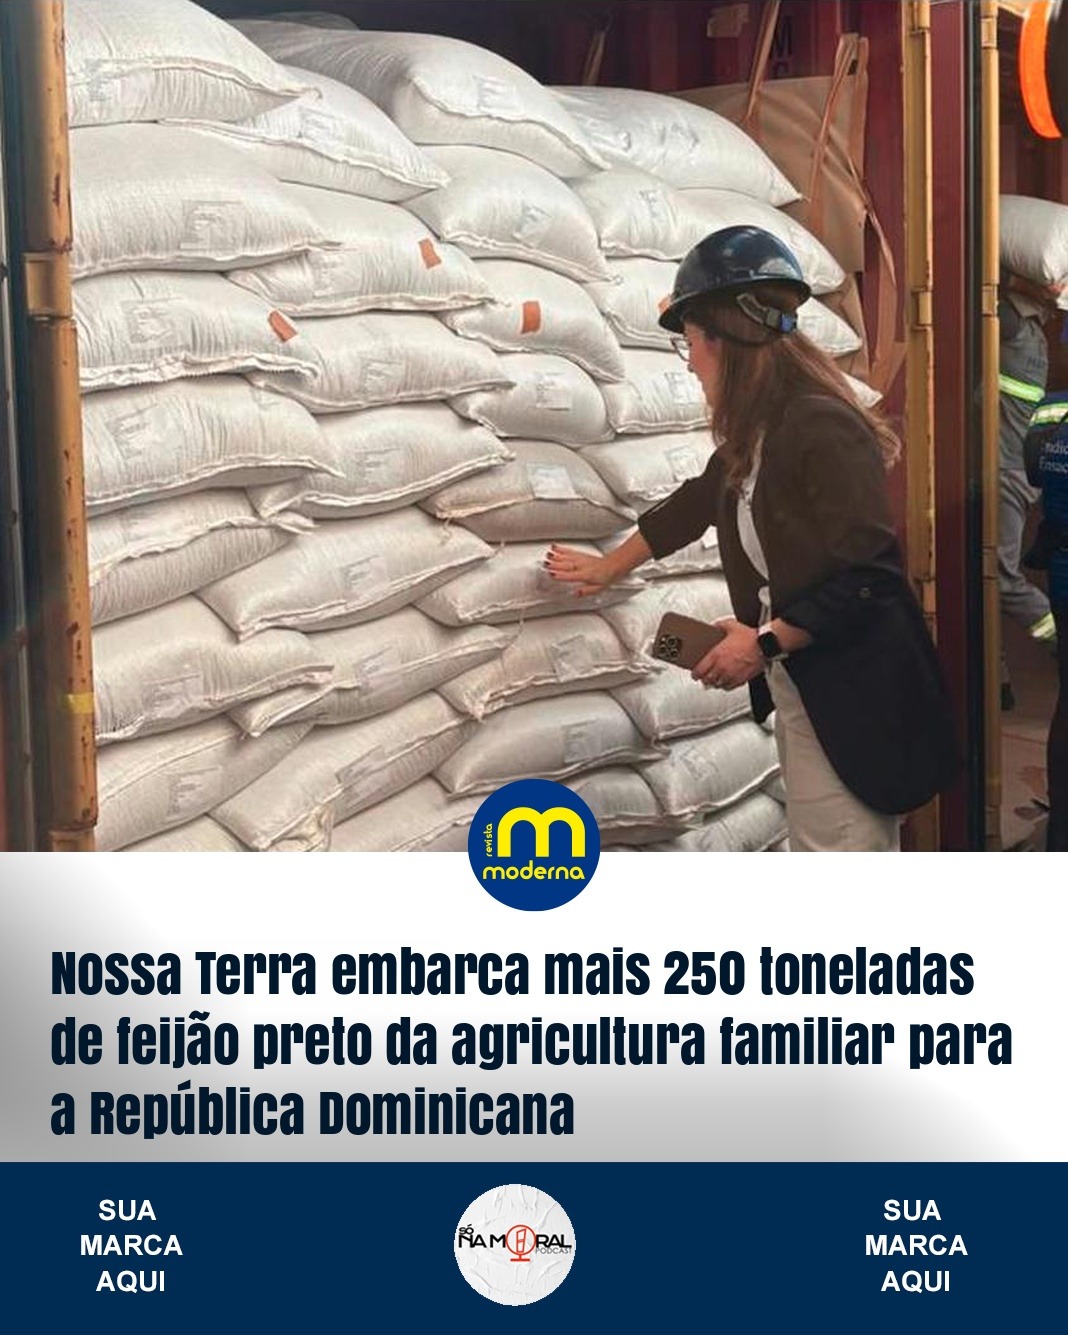 revista
moderna
Nossa Terra embarca mais 250 toneladas
de feijão preto da agricultura familiar para
a República Dominicana
SUA
MARCA
AQUI
SÓ
NA MORAL
PODCAST
SUA
MARCA
AQUI